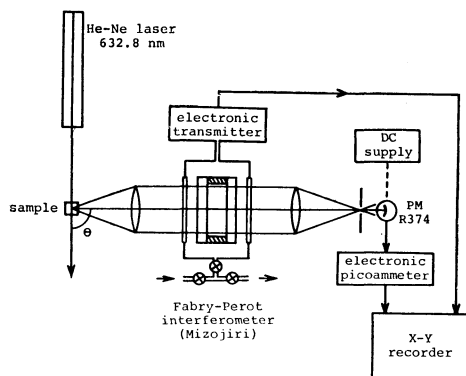 He-Ne laser
632.8 nm
electronic
transmitter
DC
supply
sample
θ
PM
R374
electronic
picoammeter
Fabry-Perot
interferometer
(Mizojiri)
X-Y
recorder